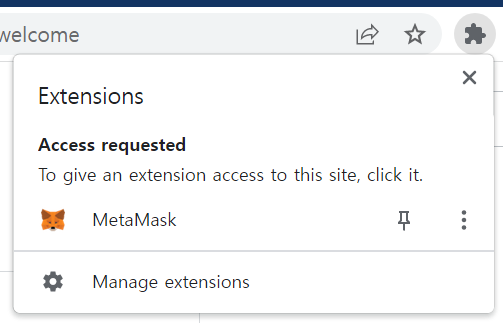 welcome
Extensions
Access requested
To give an extension access to this site, click it.
MetaMask
Manage extensions